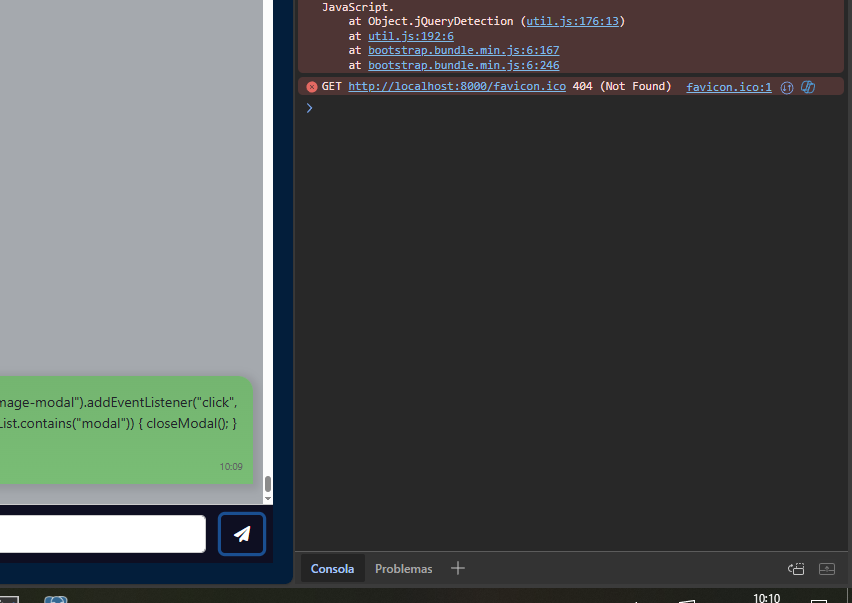 JavaScript.
at Object.jQueryDetection (util.js:176:13)
at util.js:192:6
at bootstrap.bundle.min.js:6:167
at bootstrap.bundle.min.js:6:246
GET http://localhost:8000/favicon.ico 404 (Not Found) favicon.ico:1
mage-modal").addEventListener("click",
List.contains("modal")) { closeModal(); }
10:09
Consola Problemas
10:10